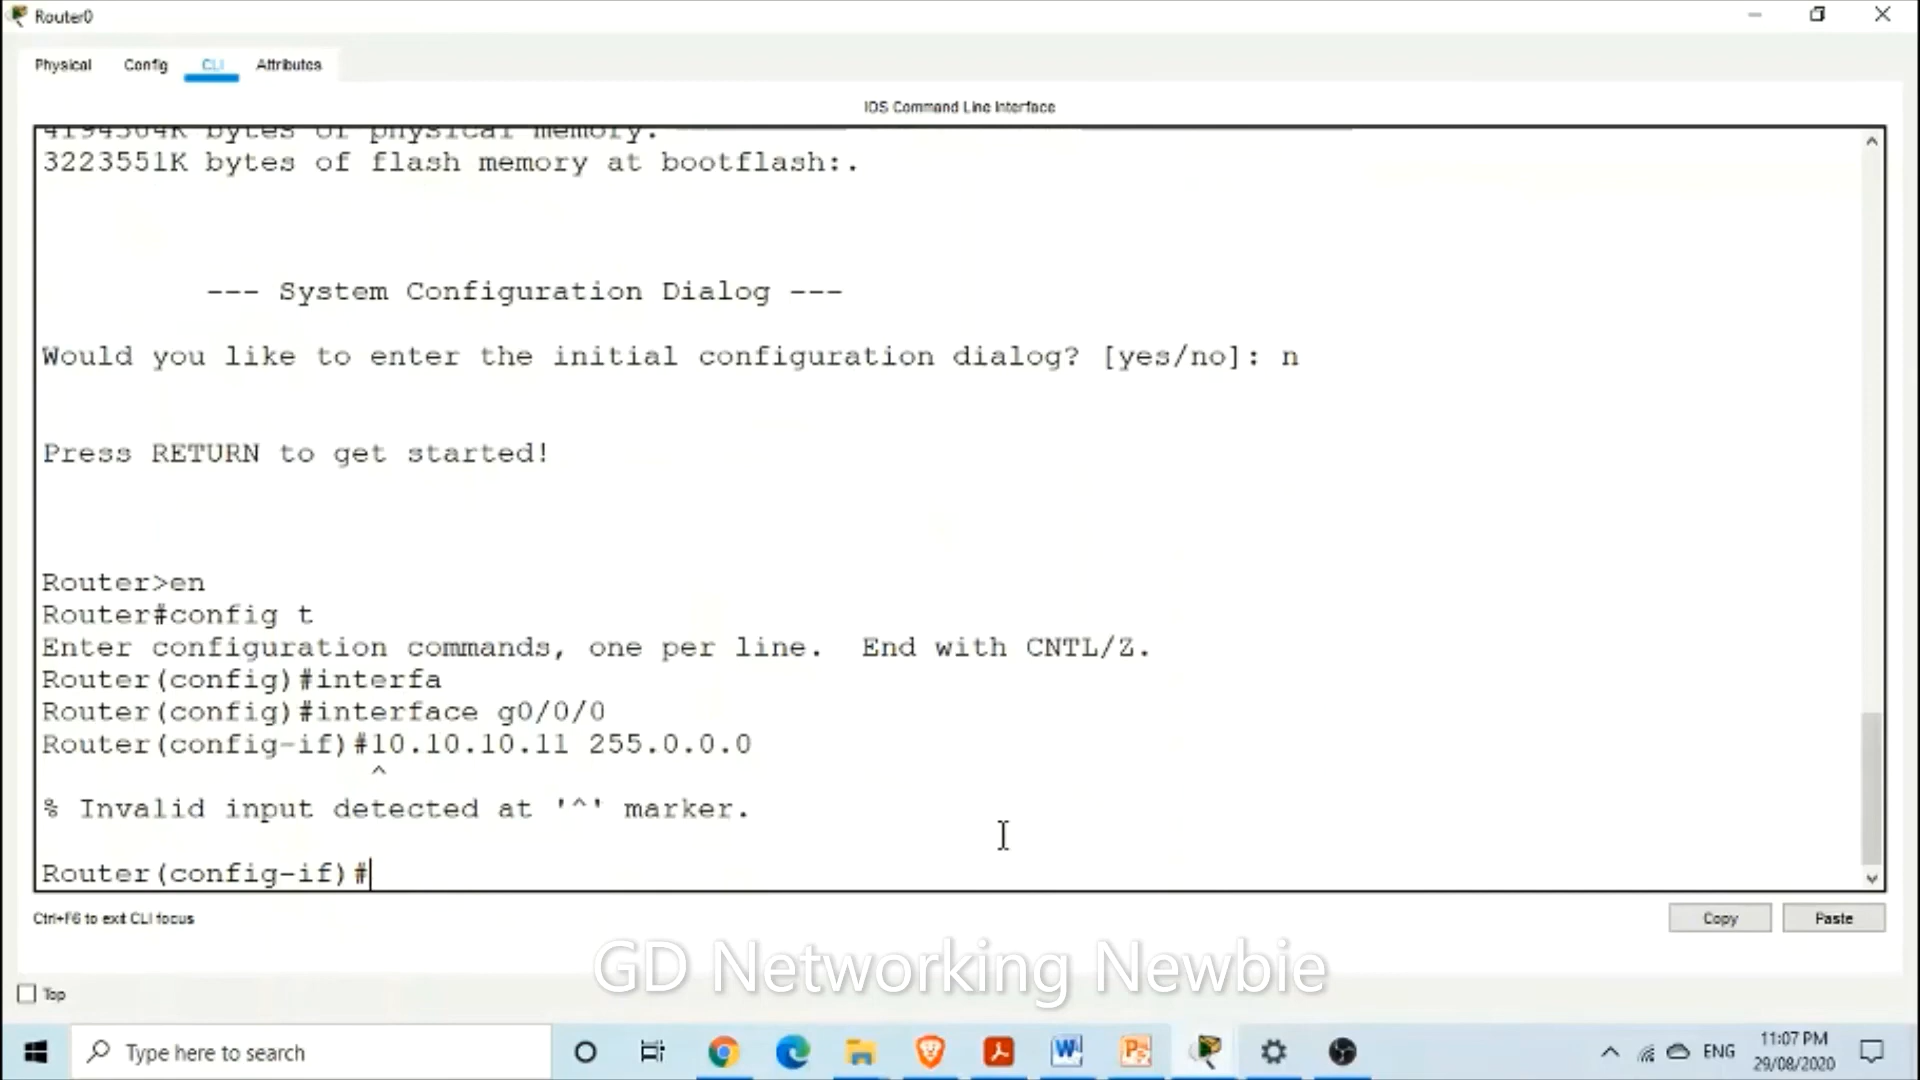 Router0
Physical Config CLI Attributes
IOS Command Line Interface
4194304K bytes of physical memory.
3223551K bytes of flash memory at bootflash:.
--- System Configuration Dialog ---
Would you like to enter the initial configuration dialog? [yes/no]: n
Press RETURN to get started!
Router>en
Router#config t
Enter configuration commands, one per line.  End with CNTL/Z.
Router(config)#interfa
Router(config)#interface g0/0/0
Router(config-if)#10.10.10.11 255.0.0.0
^
% Invalid input detected at '^' marker.
Router(config-if)#
Ctrl+F6 to exit CLI focus
Copy Paste
GD Networking Newbie
Top
Type here to search
ENG
11:07 PM
29/08/2020